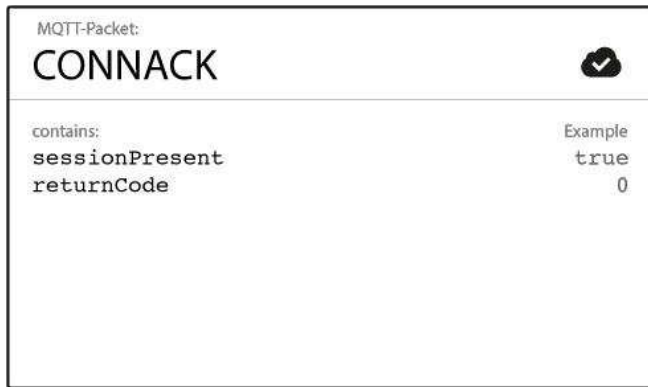 MQTT-Packet:
CONNACK
contains: Example
sessionPresent true
returnCode 0